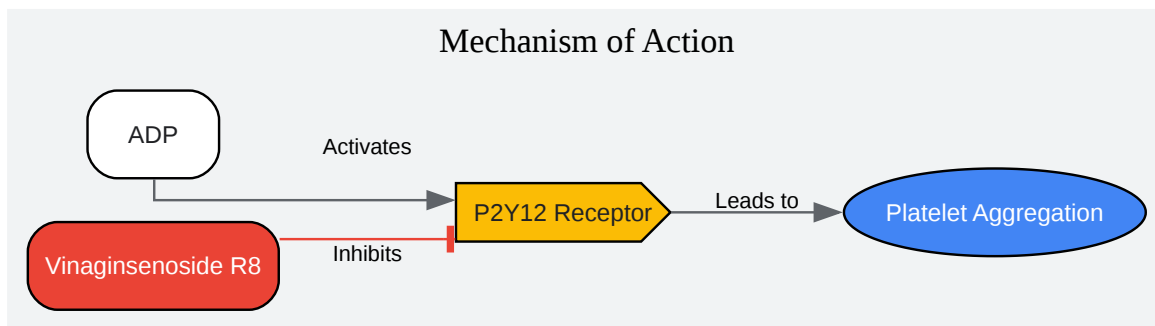 Mechanism of Action
ADP
Activates
P2Y12 Receptor
Leads to
Platelet Aggregation
Vinaginsenoside R8
Inhibits